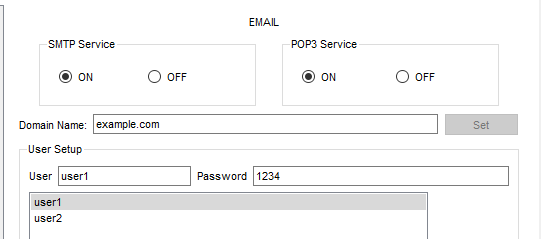 EMAIL
SMTP Service
POP3 Service
ON
OFF
ON
OFF
Domain Name: example.com Set
User Setup
User user1 Password 1234
user1
user2